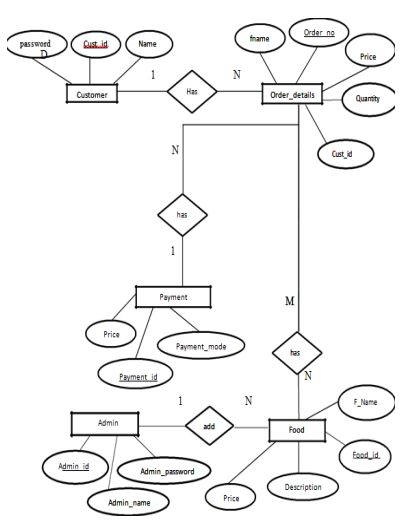 password
D
Cust_id
Name
fname
Order_no
Price
Quantity
Cust_id
Customer
1
Has
N
Order_details
N
has
1
Payment
Price
Payment_id
Payment_mode
M
has
N
Admin
1
add
N
Food
F_Name
Food_id
Description
Price
Admin_id
Admin_password
Admin_name